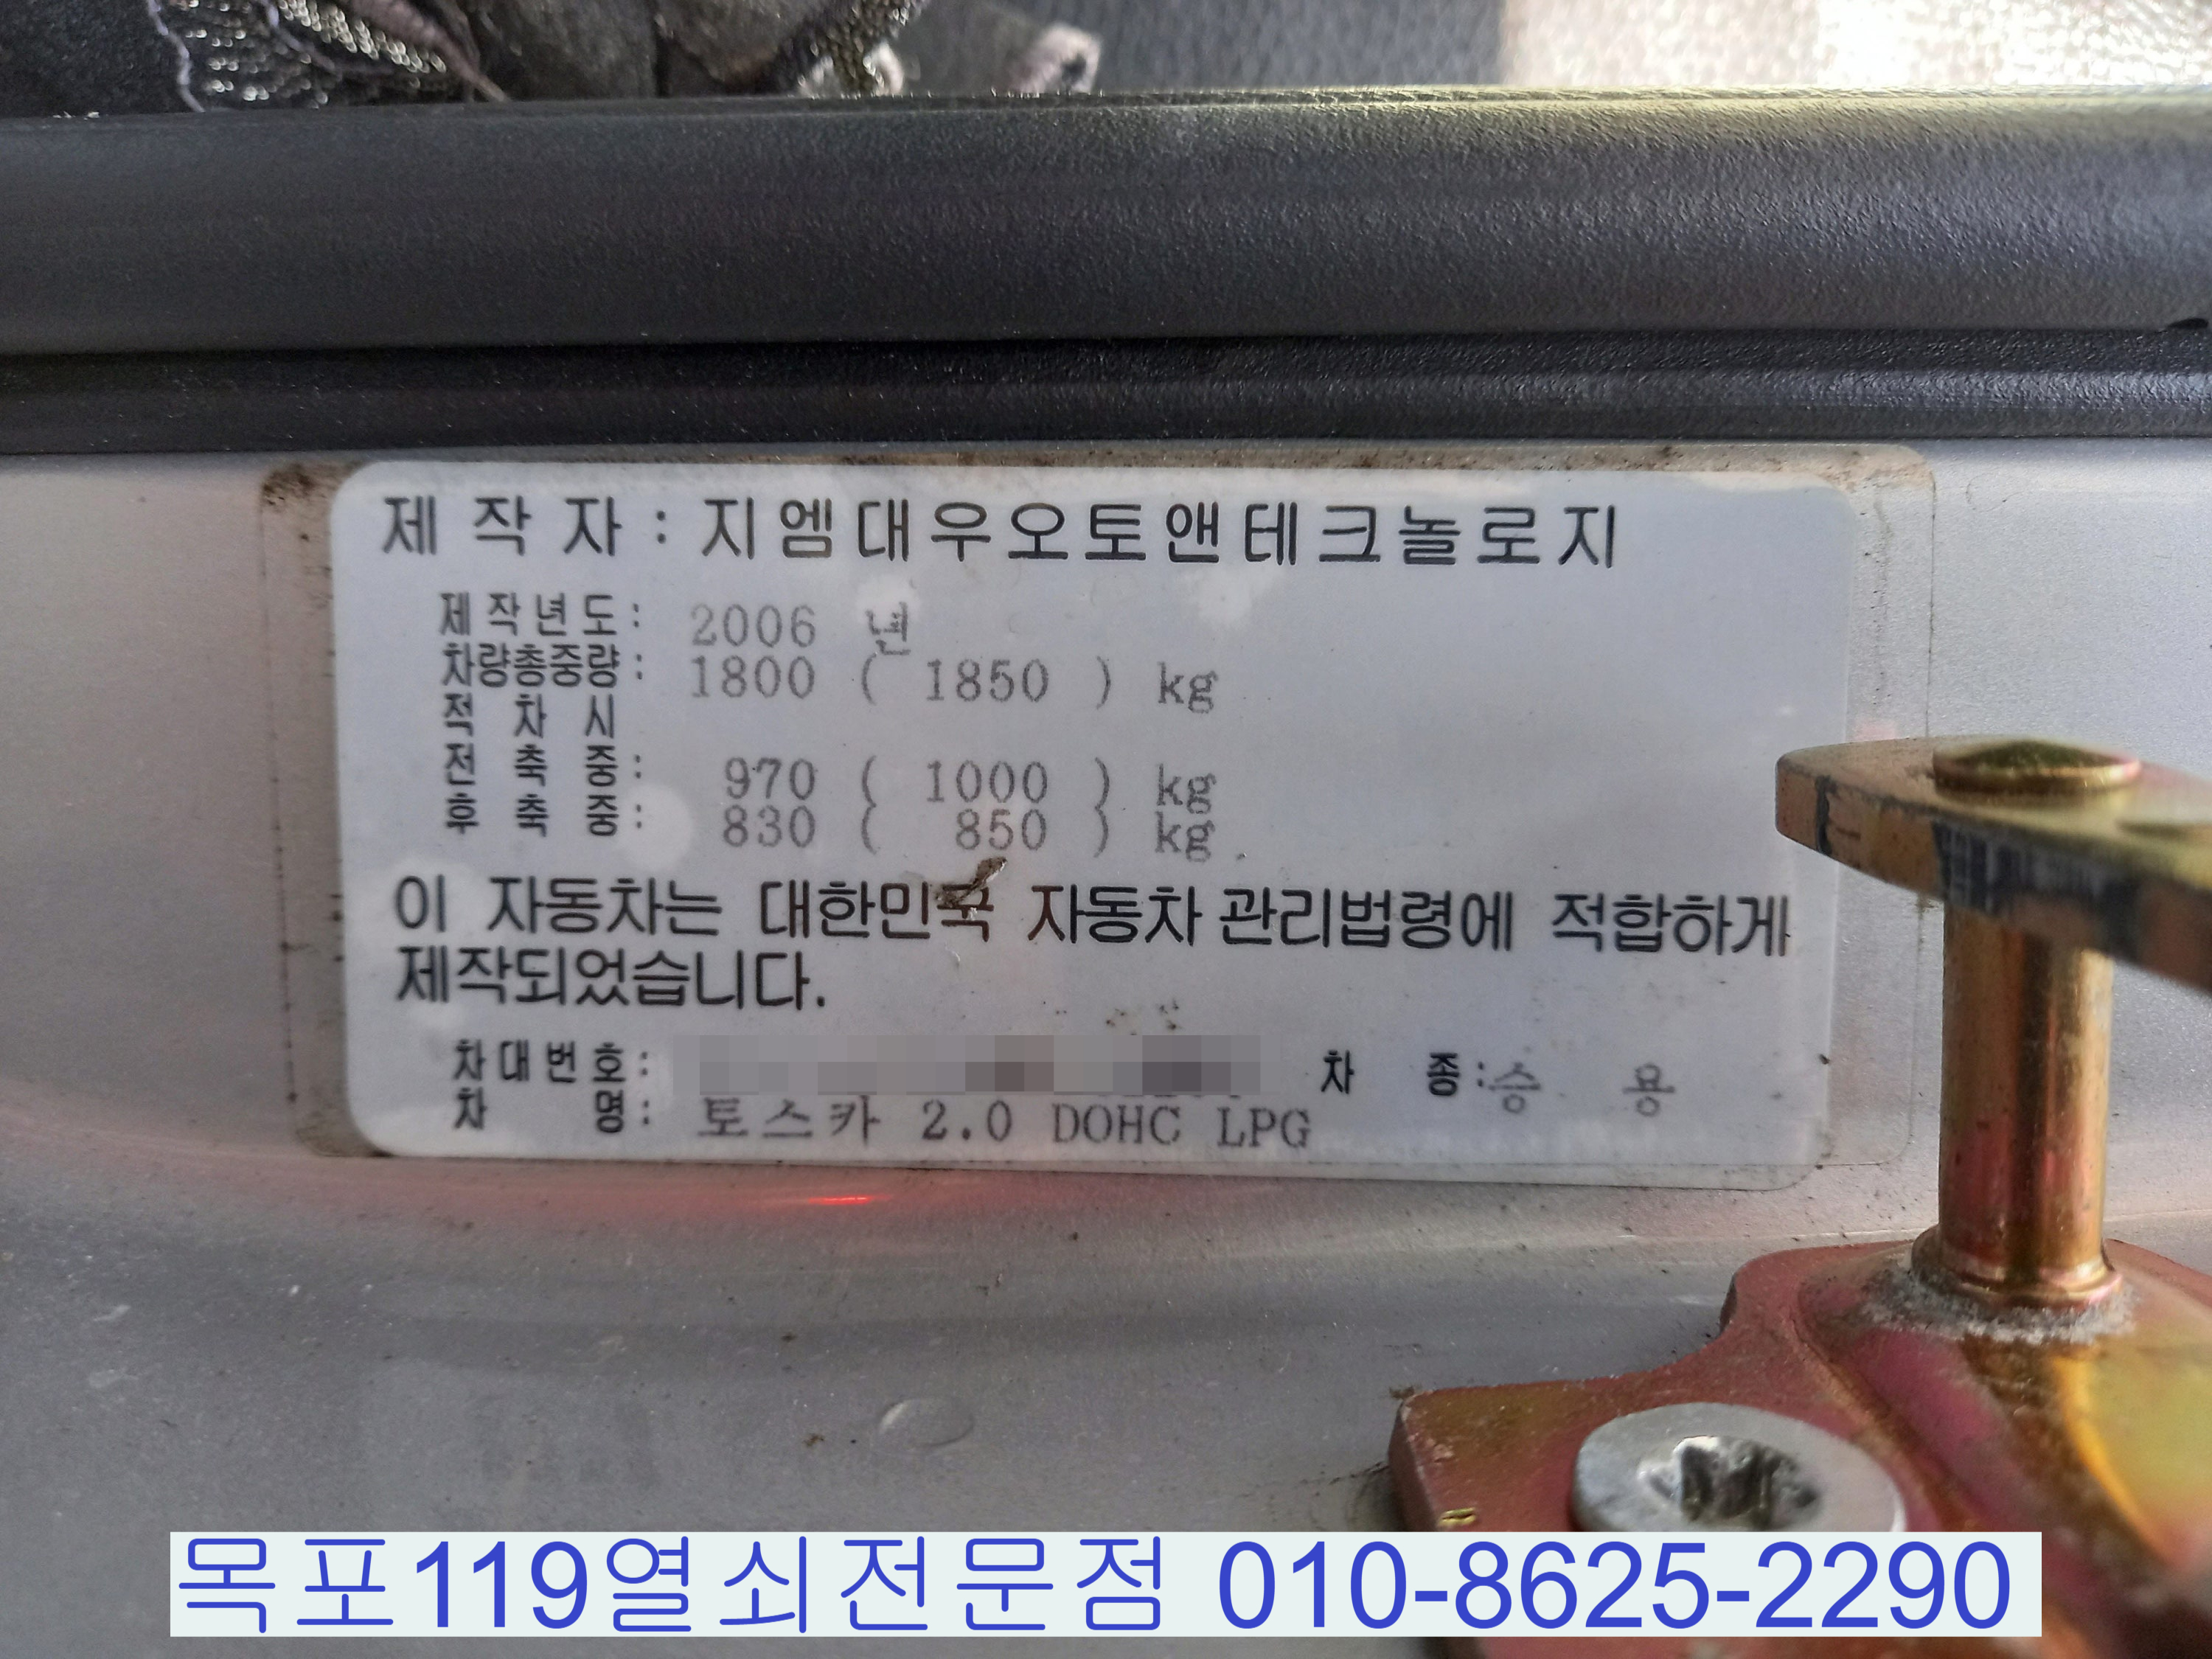 제 작 자 : 지엠대우오토앤테크놀로지
제작년도 : 2006 년
차량총중량 : 1800 ( 1850 ) kg
적 차 시
전 축 중 : 970 ( 1000 ) kg
후 축 중 : 830 ( 850 ) kg
이 자동차는 대한민국 자동차 관리법령에 적합하게
제작되었습니다.
차대번호 : 차 종 : 승 용
차 명 : 토스카 2.0 DOHC LPG
목포119열쇠전문점 010-8625-2290